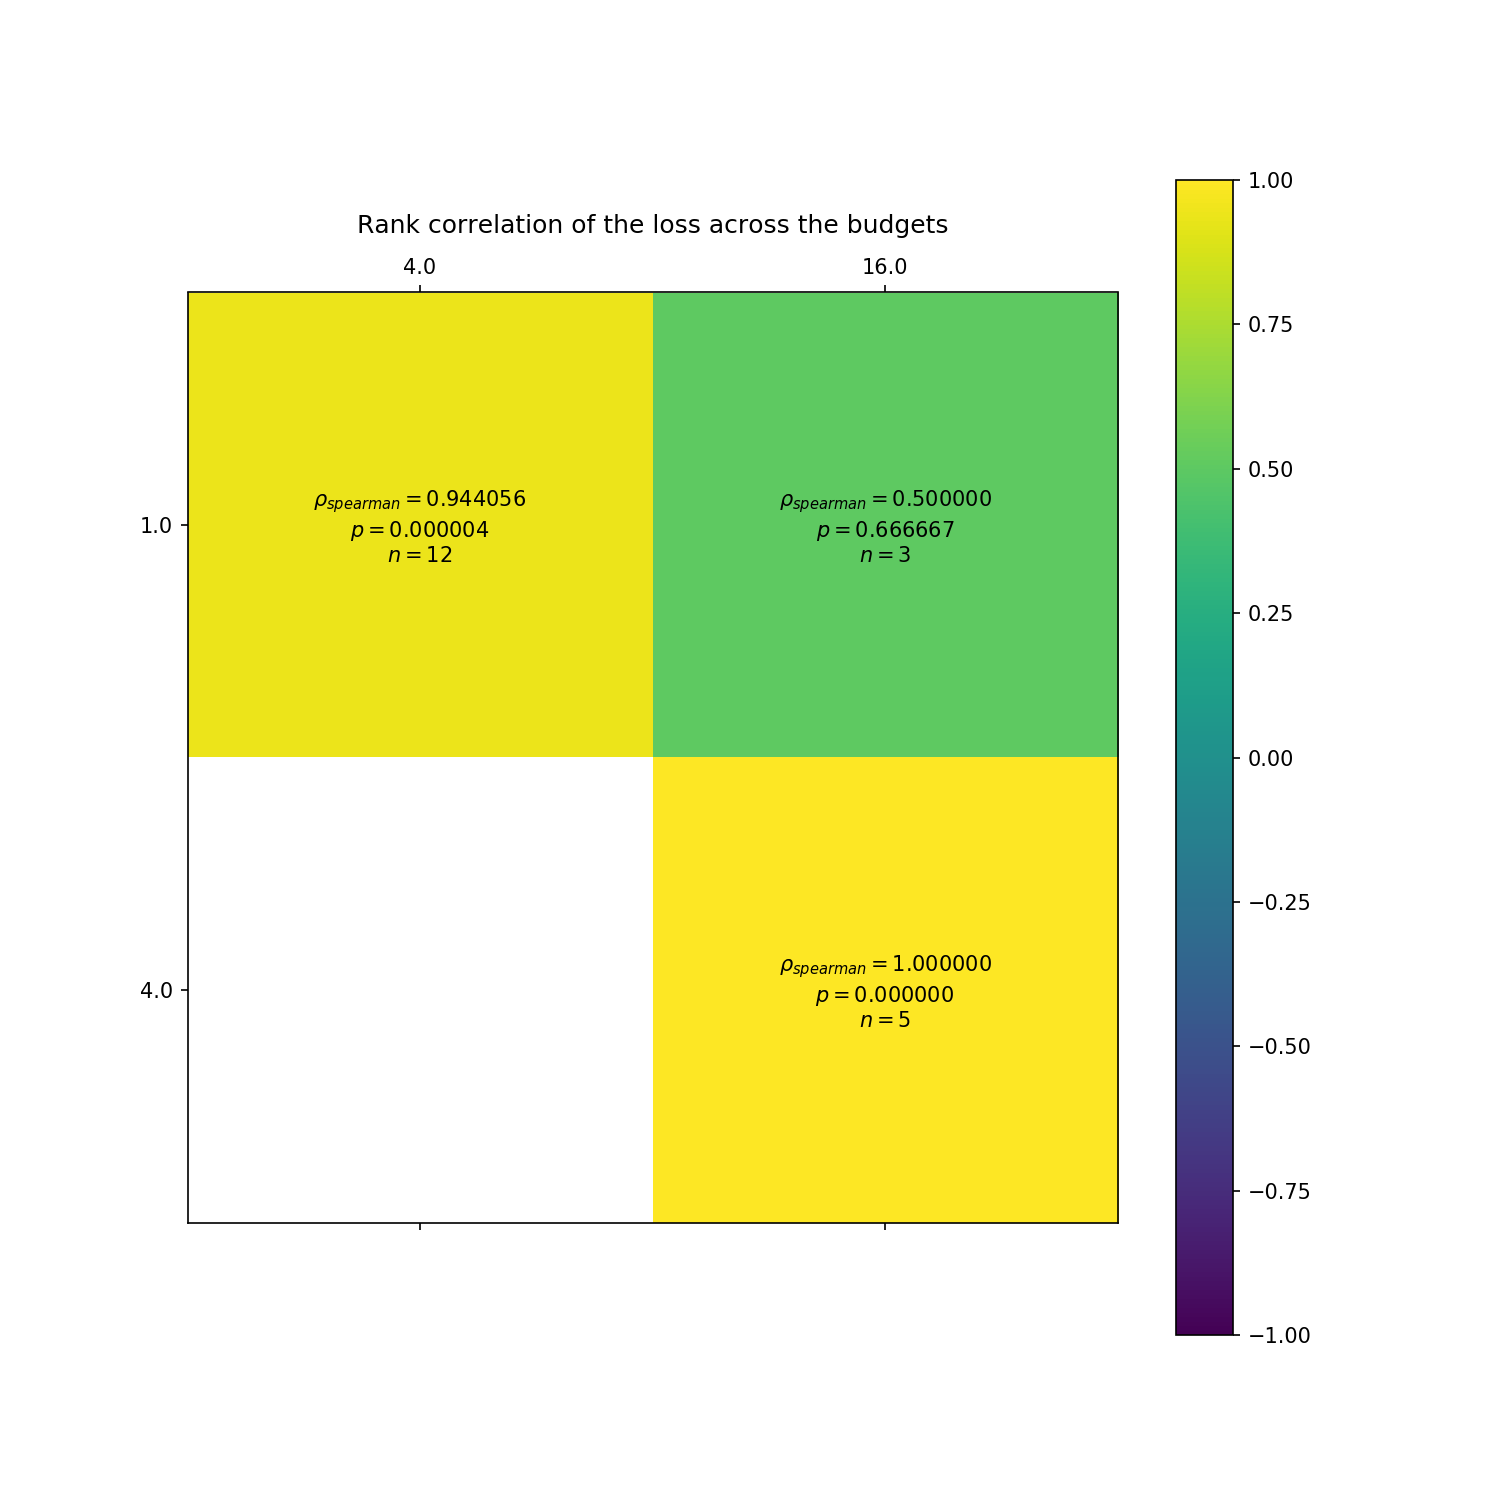 Rank correlation of the loss across the budgets
4.0 16.0
1.0
ρspearman = 0.944056
p = 0.000004
n = 12
ρspearman = 0.500000
p = 0.666667
n = 3
4.0
ρspearman = 1.000000
p = 0.000000
n = 5
1.00
0.75
0.50
0.25
0.00
−0.25
−0.50
−0.75
−1.00